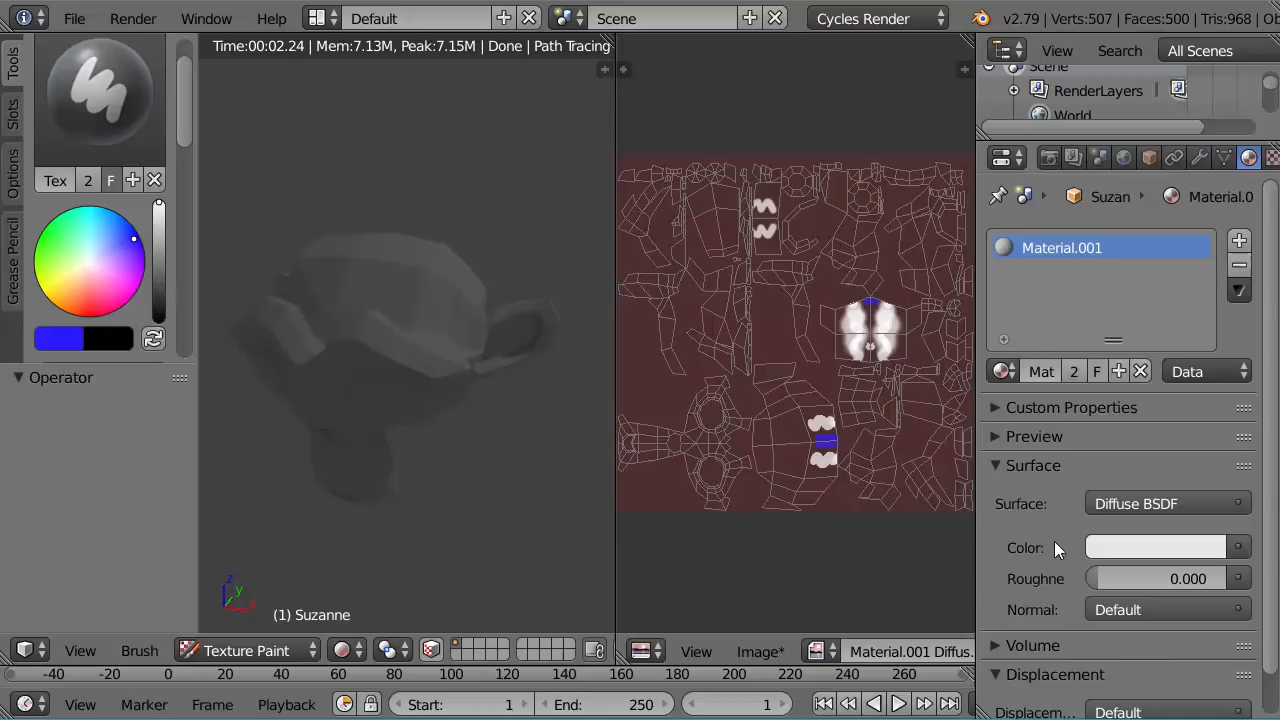 File Render Window Help Default Scene Cycles Render v2.79 | Verts:507 | Faces:500 | Tris:968 | Ob
Time:00:02.24 | Mem:7.13M, Peak:7.15M | Done | Path Tracing
View Search All Scenes
Scene
RenderLayers
World
Tools
Slots
Options
Grease Pencil
Tex 2 F
Operator
Suzan Material.0
Material.001
Mat 2 F Data
Custom Properties
Preview
Surface
Surface: Diffuse BSDF
Color:
Roughne 0.000
Normal: Default
Volume
Displacement
Displacem... Default
z
y
x
(1) Suzanne
View Brush Texture Paint
View Image* Material.001 Diffus.
-40 -20 0 20 40 60 80 100 120 140 160 180 200 220 240 260
View Marker Frame Playback Start: 1 End: 250 1